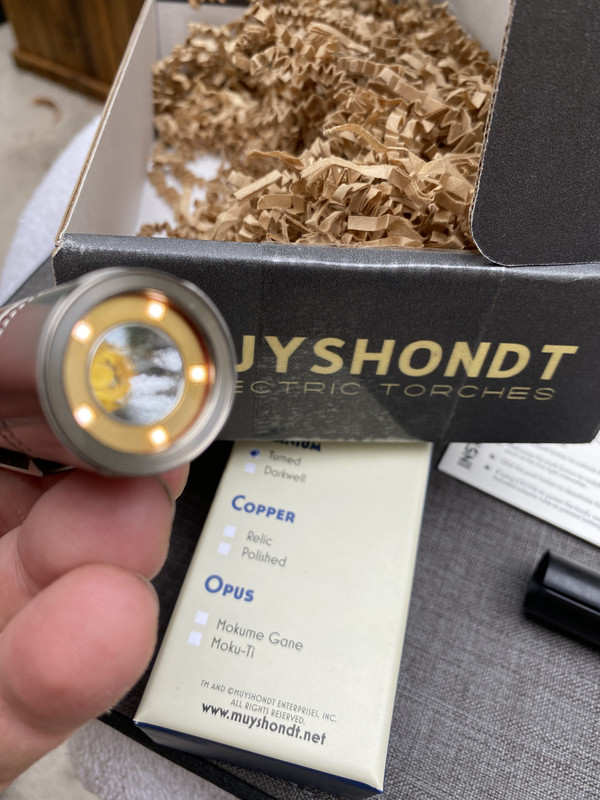 UYSHONDT
ECTRIC TORCHES
Tumed
Darkwell
COPPER
Relic
Polished
OPUS
Mokume Gane
Moku-Ti
TM AND ©MUYSHONDT ENTERPRISES, INC.
ALL RIGHTS RESERVED.
www.muyshondt.net